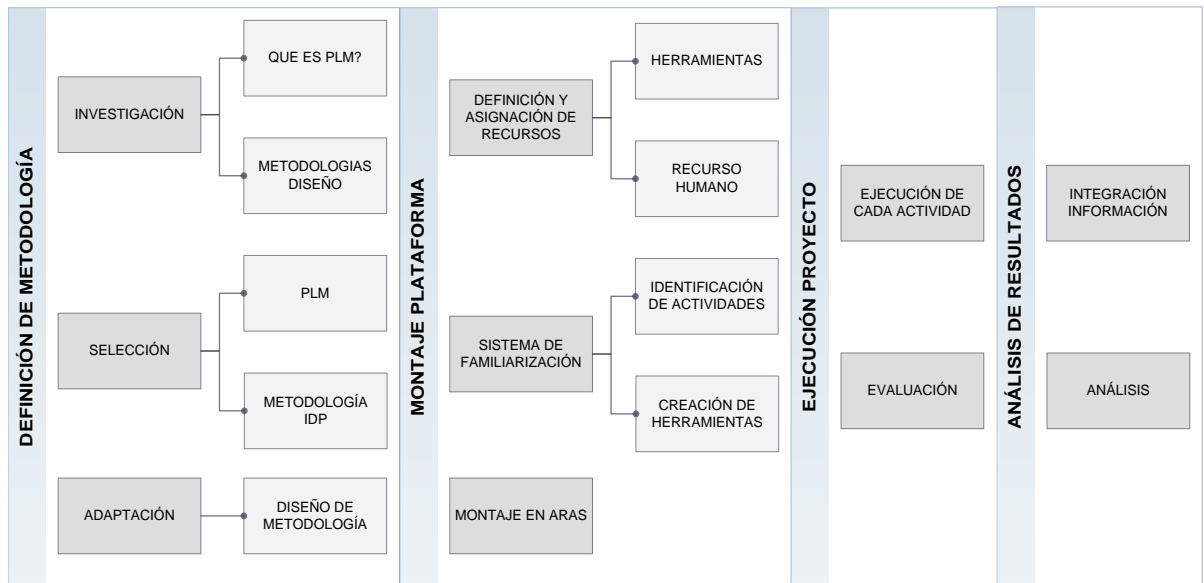 DEFINICIÓN DE METODOLOGÍA
INVESTIGACIÓN
QUE ES PLM?
METODOLOGIAS
DISEÑO
SELECCIÓN
PLM
METODOLOGÍA
IDP
ADAPTACIÓN
DISEÑO DE
METODOLOGÍA
MONTAJE PLATAFORMA
DEFINICIÓN Y
ASIGNACIÓN DE
RECURSOS
HERRAMIENTAS
RECURSO
HUMANO
SISTEMA DE
FAMILIARIZACIÓN
IDENTIFICACIÓN
DE ACTIVIDADES
CREACIÓN DE
HERRAMIENTAS
MONTAJE EN ARAS
EJECUCIÓN PROYECTO
EJECUCIÓN DE
CADA ACTIVIDAD
EVALUACIÓN
ANÁLISIS DE RESULTADOS
INTEGRACIÓN
INFORMACIÓN
ANÁLISIS